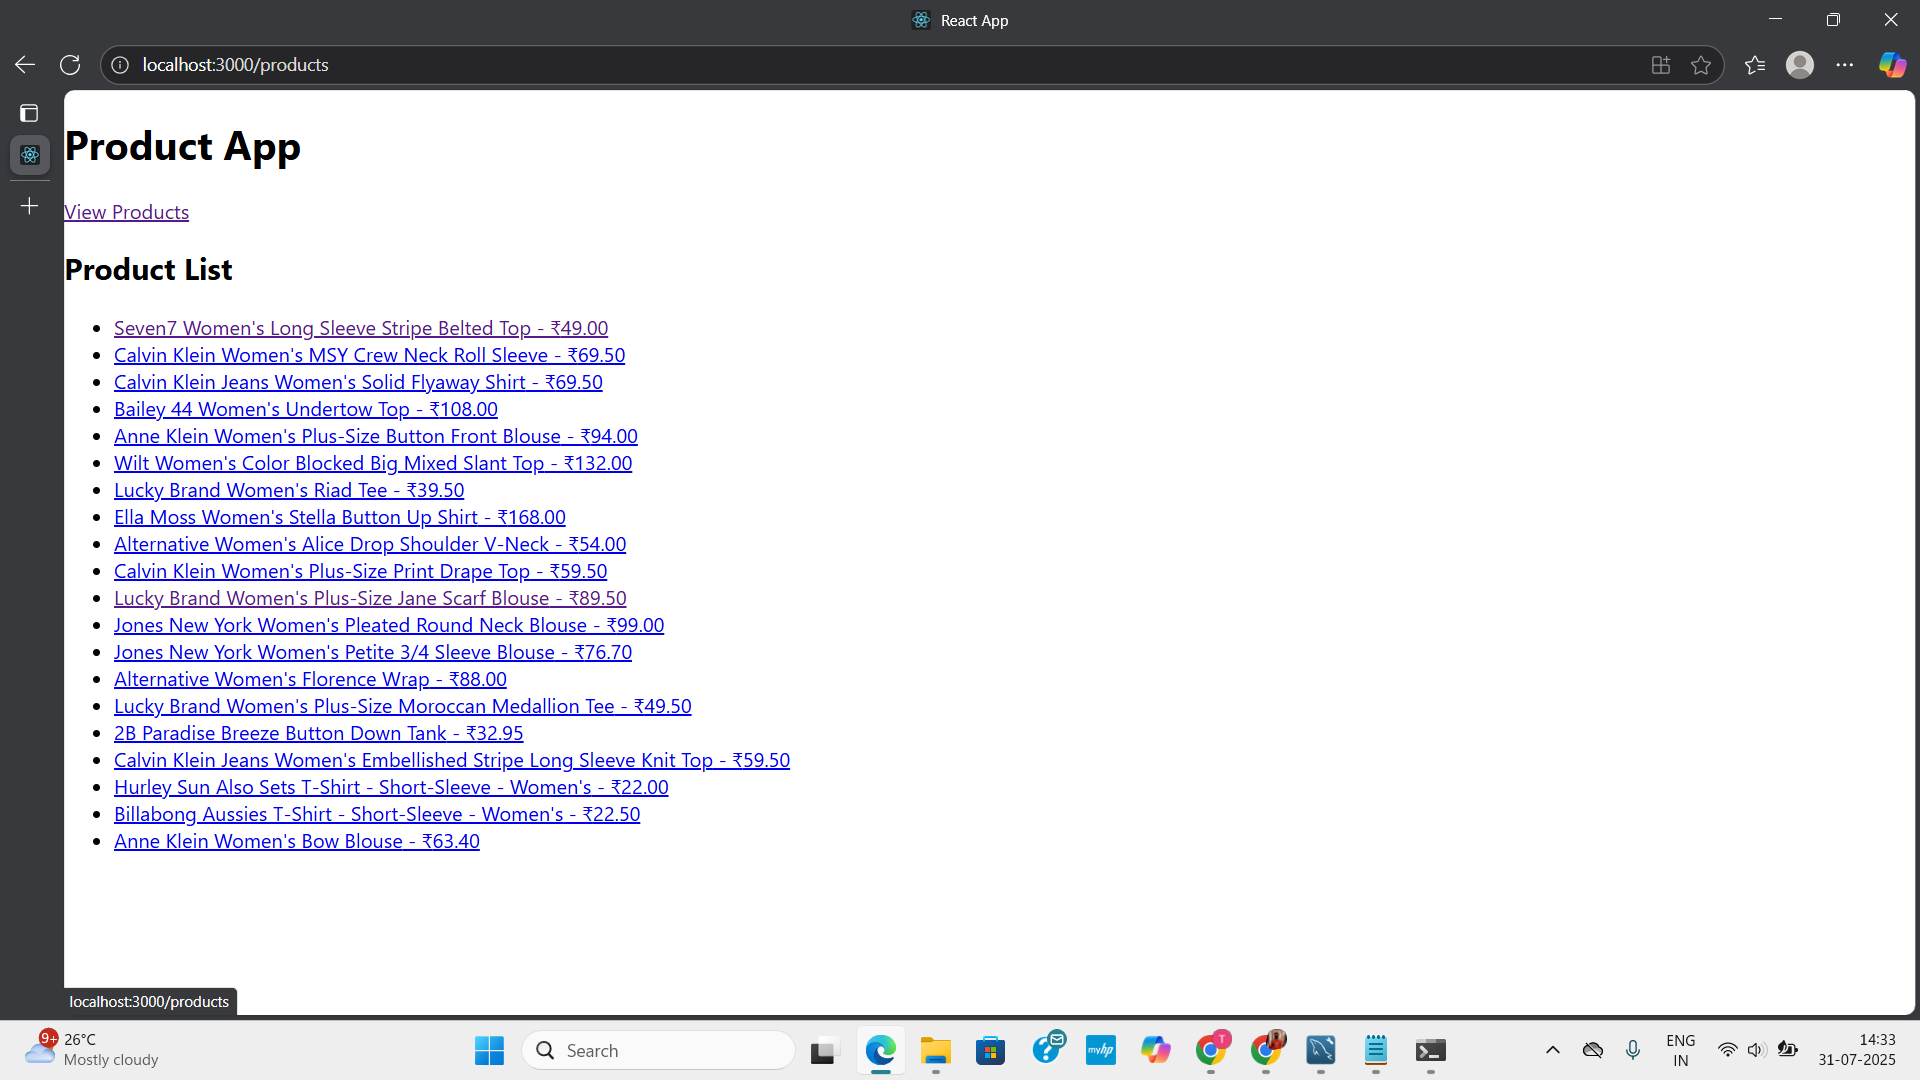 React App
localhost:3000/products
Product App
View Products
Product List
Seven7 Women's Long Sleeve Stripe Belted Top - ₹49.00
Calvin Klein Women's MSY Crew Neck Roll Sleeve - ₹69.50
Calvin Klein Jeans Women's Solid Flyaway Shirt - ₹69.50
Bailey 44 Women's Undertow Top - ₹108.00
Anne Klein Women's Plus-Size Button Front Blouse - ₹94.00
Wilt Women's Color Blocked Big Mixed Slant Top - ₹132.00
Lucky Brand Women's Riad Tee - ₹39.50
Ella Moss Women's Stella Button Up Shirt - ₹168.00
Alternative Women's Alice Drop Shoulder V-Neck - ₹54.00
Calvin Klein Women's Plus-Size Print Drape Top - ₹59.50
Lucky Brand Women's Plus-Size Jane Scarf Blouse - ₹89.50
Jones New York Women's Pleated Round Neck Blouse - ₹99.00
Jones New York Women's Petite 3/4 Sleeve Blouse - ₹76.70
Alternative Women's Florence Wrap - ₹88.00
Lucky Brand Women's Plus-Size Moroccan Medallion Tee - ₹49.50
2B Paradise Breeze Button Down Tank - ₹32.95
Calvin Klein Jeans Women's Embellished Stripe Long Sleeve Knit Top - ₹59.50
Hurley Sun Also Sets T-Shirt - Short-Sleeve - Women's - ₹22.00
Billabong Aussies T-Shirt - Short-Sleeve - Women's - ₹22.50
Anne Klein Women's Bow Blouse - ₹63.40
localhost:3000/products
9+
26°C
Mostly cloudy
Search
myhp
T
ENG
IN
14:33
31-07-2025